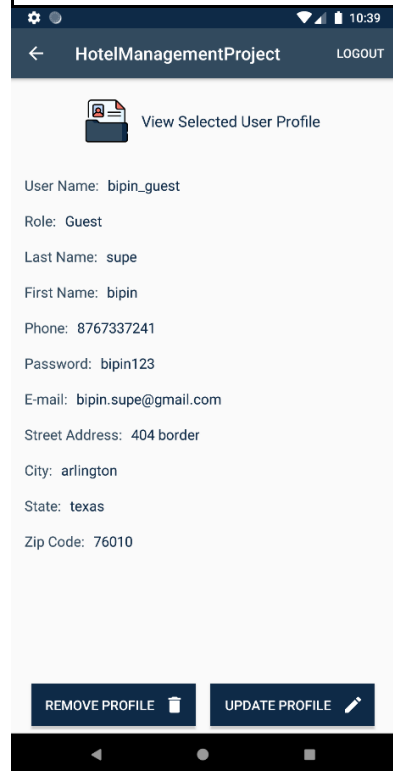 10:39
HotelManagementProject LOGOUT
View Selected User Profile
User Name: bipin_guest
Role: Guest
Last Name: supe
First Name: bipin
Phone: 8767337241
Password: bipin123
E-mail: bipin.supe@gmail.com
Street Address: 404 border
City: arlington
State: texas
Zip Code: 76010
REMOVE PROFILE UPDATE PROFILE